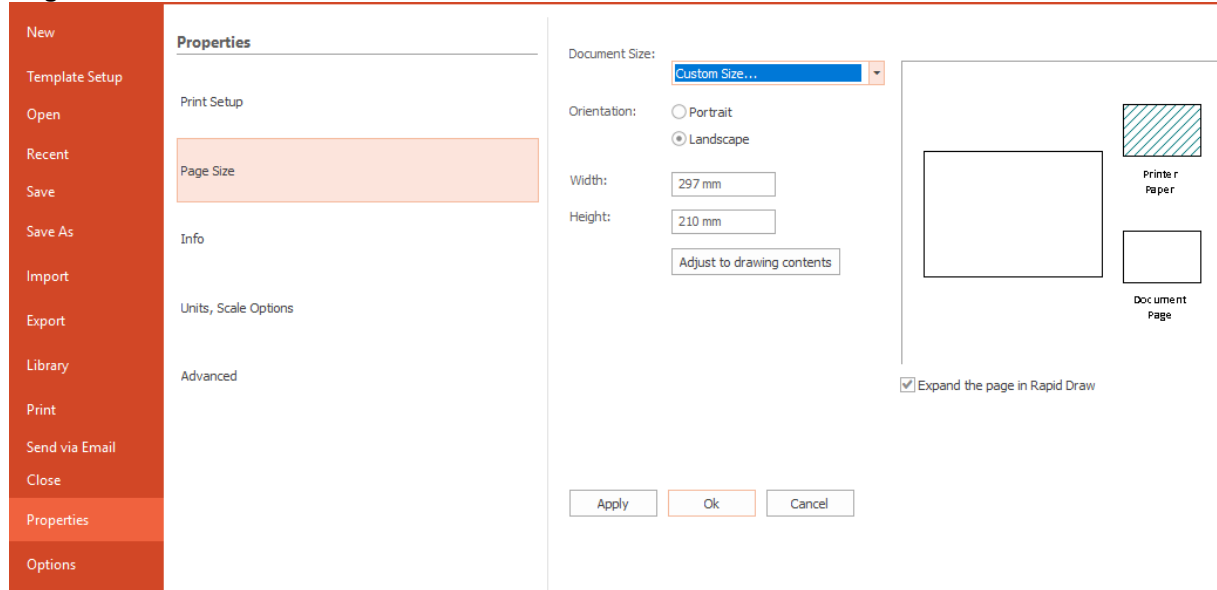 New
Template Setup
Open
Recent
Save
Save As
Import
Export
Library
Print
Send via Email
Close
Properties
Options
Properties
Print Setup
Page Size
Info
Units, Scale Options
Advanced
Document Size:
Custom Size...
Orientation:
Portrait
Landscape
Width:
297 mm
Height:
210 mm
Adjust to drawing contents
Printer
Paper
Document
Page
Expand the page in Rapid Draw
Apply
Ok
Cancel